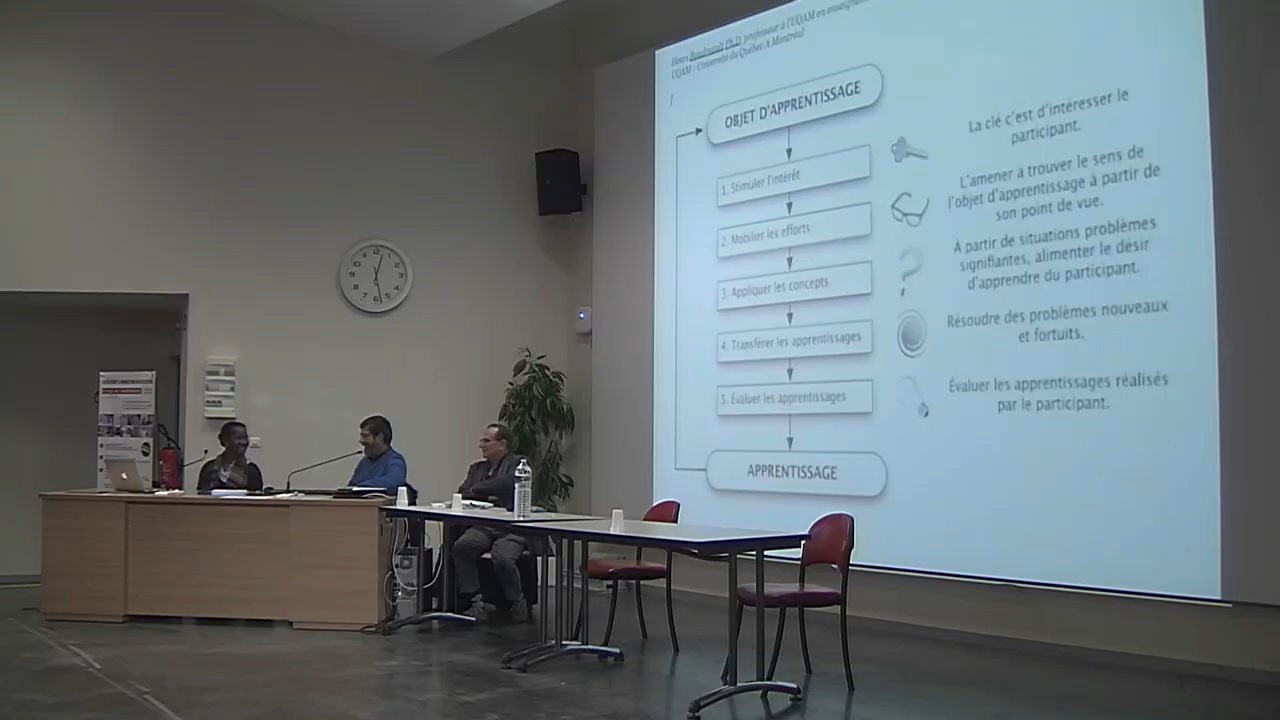 Henri Boudreault Ph.D. professeur à l'UQAM en
UQAM - Université du Québec A Montréal
OBJET D'APPRENTISSAGE
1. Stimuler l'intérêt
2. Mobilier les efforts
3. Appliquer les concepts
4. Transférer les apprentissages
5. Évaluer les apprentissages
APPRENTISSAGE
La clé c'est d'intéresser le
participant.
L'amener à trouver le sens de
l'objet d'apprentissage à partir de
son point de vue.
À partir de situations problèmes
signifiantes, alimenter le désir
d'apprendre du participant.
Résoudre des problèmes nouveaux
et fortuits.
Évaluer les apprentissages réalisés
par le participant.